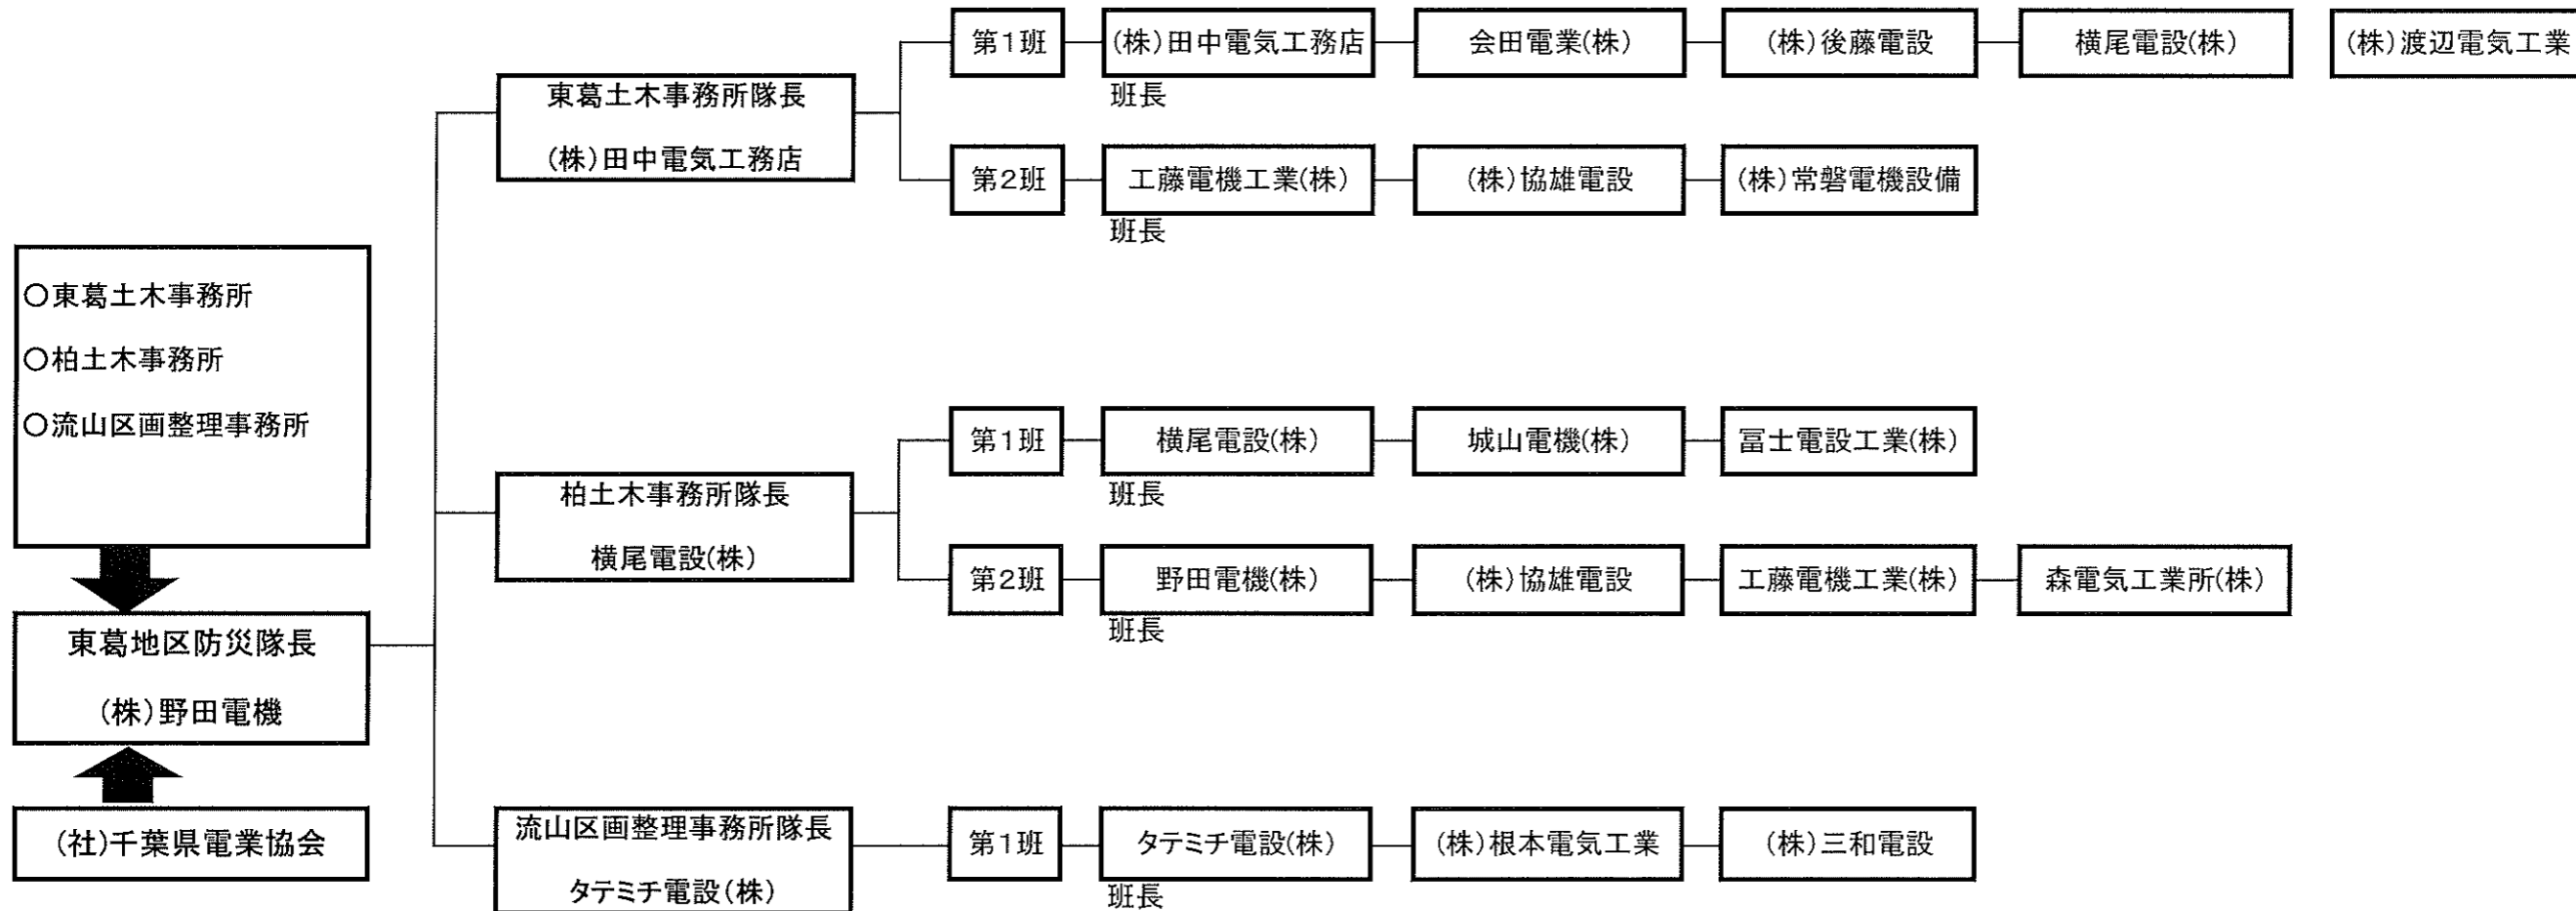 ○東葛土木事務所
○柏土木事務所
○流山区画整理事務所
東葛地区防災隊長
(株)野田電機
(社)千葉県電業協会
東葛土木事務所隊長
(株)田中電気工務店
第1班
(株)田中電気工務店
班長
会田電業(株)
(株)後藤電設
横尾電設(株)
(株)渡辺電気工業
第2班
工藤電機工業(株)
班長
(株)協雄電設
(株)常磐電機設備
柏土木事務所隊長
横尾電設(株)
第1班
横尾電設(株)
班長
城山電機(株)
冨士電設工業(株)
第2班
野田電機(株)
班長
(株)協雄電設
工藤電機工業(株)
森電気工業所(株)
流山区画整理事務所隊長
タテミチ電設(株)
第1班
タテミチ電設(株)
班長
(株)根本電気工業
(株)三和電設